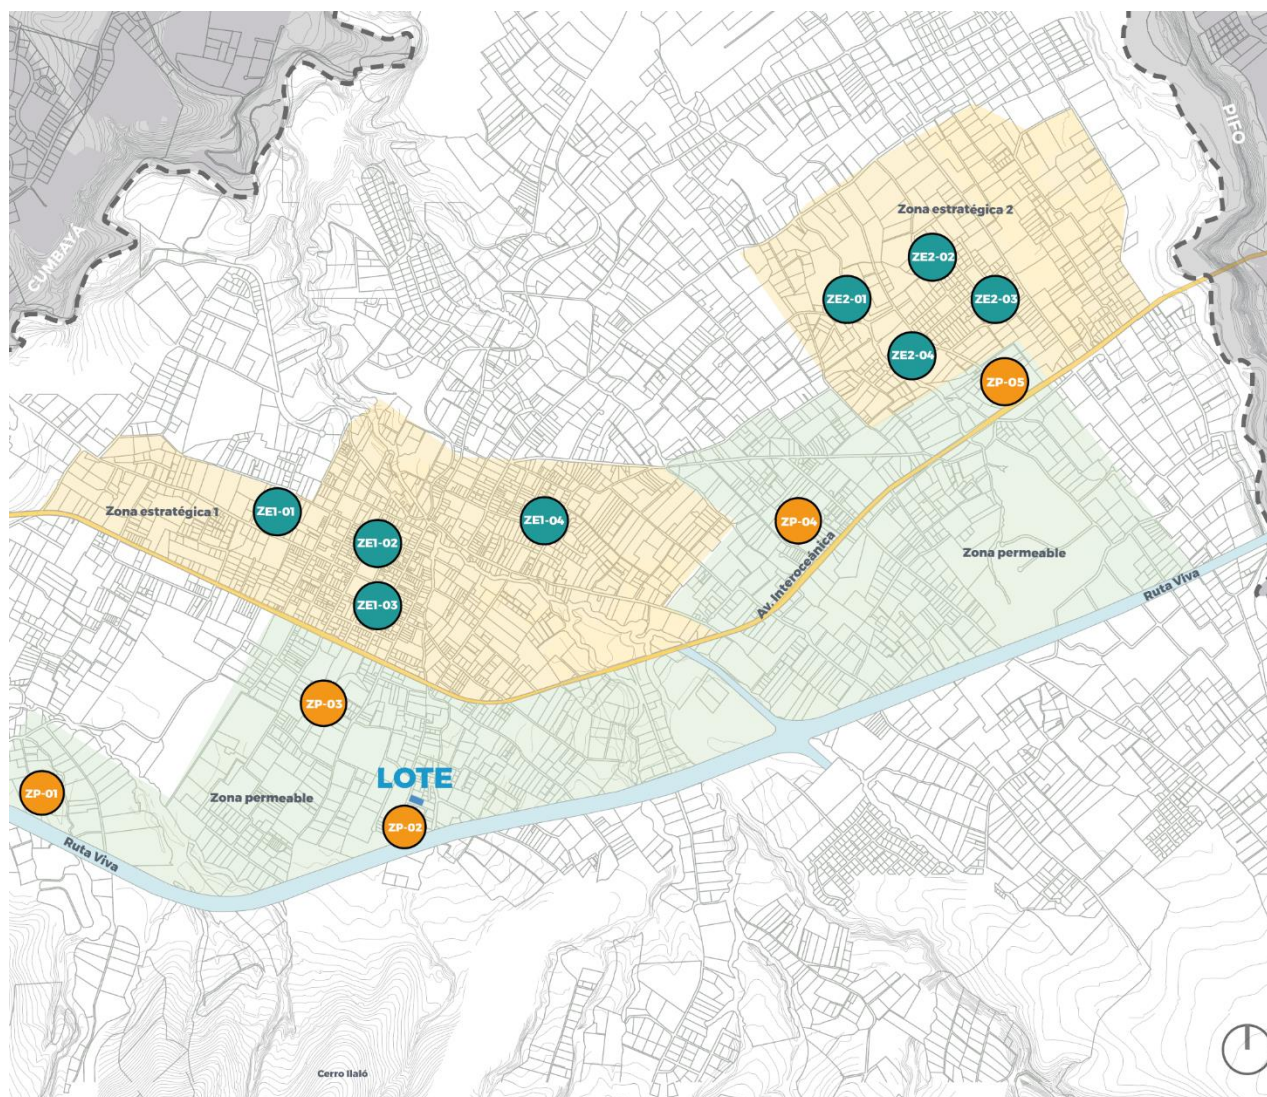 PIFO
CUMBAYÁ
Zona estratégica 2
ZE2-02
ZE2-01
ZE2-03
ZE2-04
ZP-05
Zona estratégica 1
ZE1-01
ZE1-04
ZP-04
ZE1-02
Zona permeable
Av. Interoceánica
Ruta Viva
ZE1-03
ZP-03
LOTE
ZP-01
Zona permeable
ZP-02
Ruta Viva
Cerro Ilaló